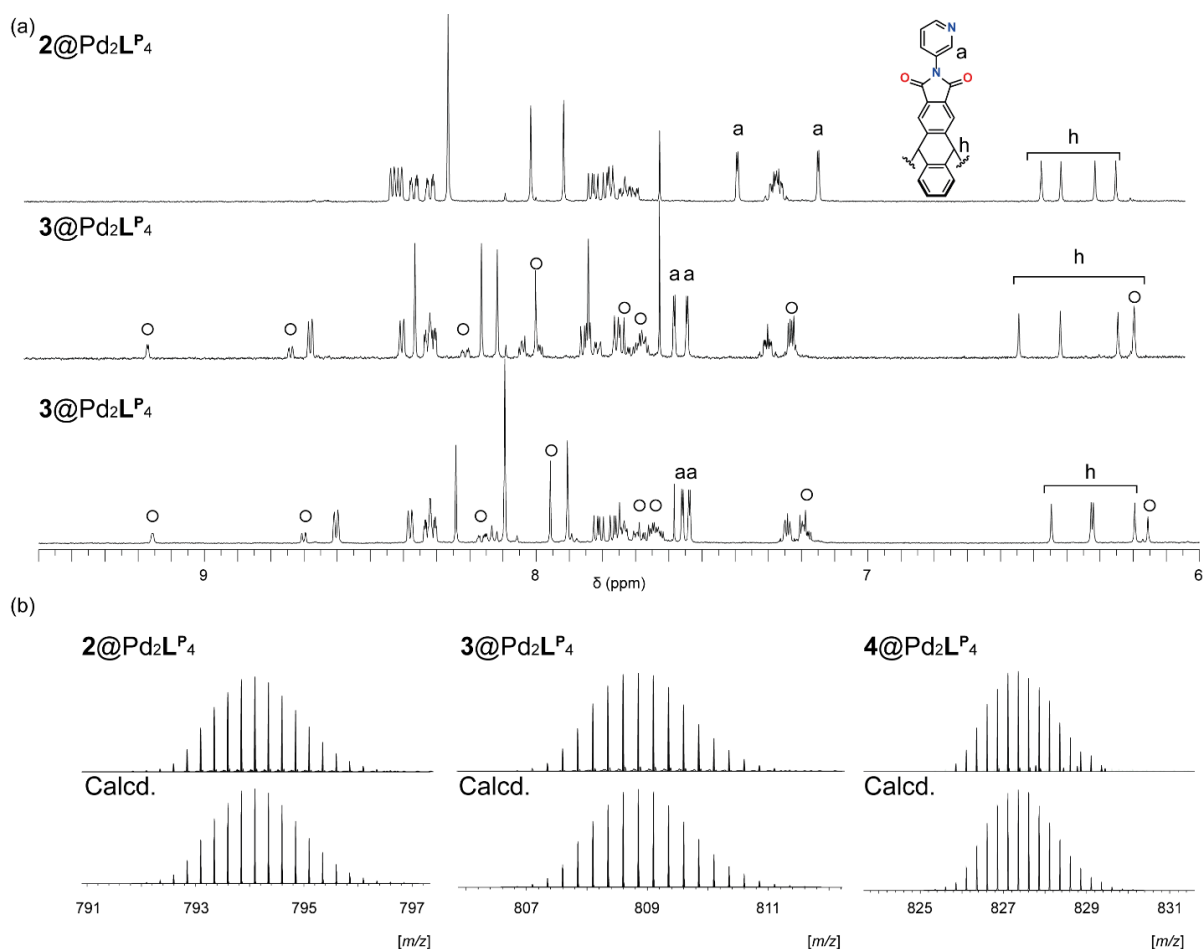 (a)
2@Pd₂Lᴾ₄
N
a
N
O
O
h
a
a
h
3@Pd₂Lᴾ₄
a
a
h
3@Pd₂Lᴾ₄
aa
h
9
8
7
6
δ (ppm)
(b)
2@Pd₂Lᴾ₄
3@Pd₂Lᴾ₄
4@Pd₂Lᴾ₄
Calcd.
Calcd.
Calcd.
791 793 795 797
807 809 811
825 827 829 831
[m/z]
[m/z]
[m/z]